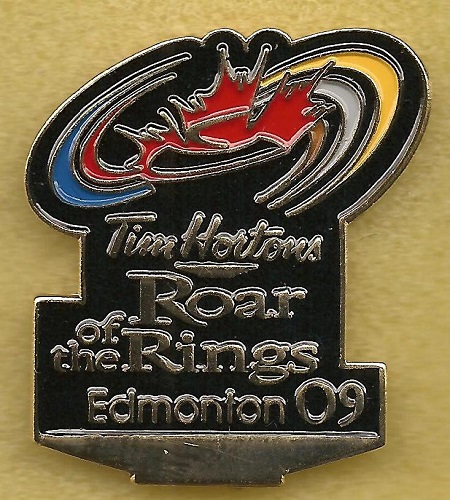 Tim Hortons
Roar
of
the Rings
Edmonton 09